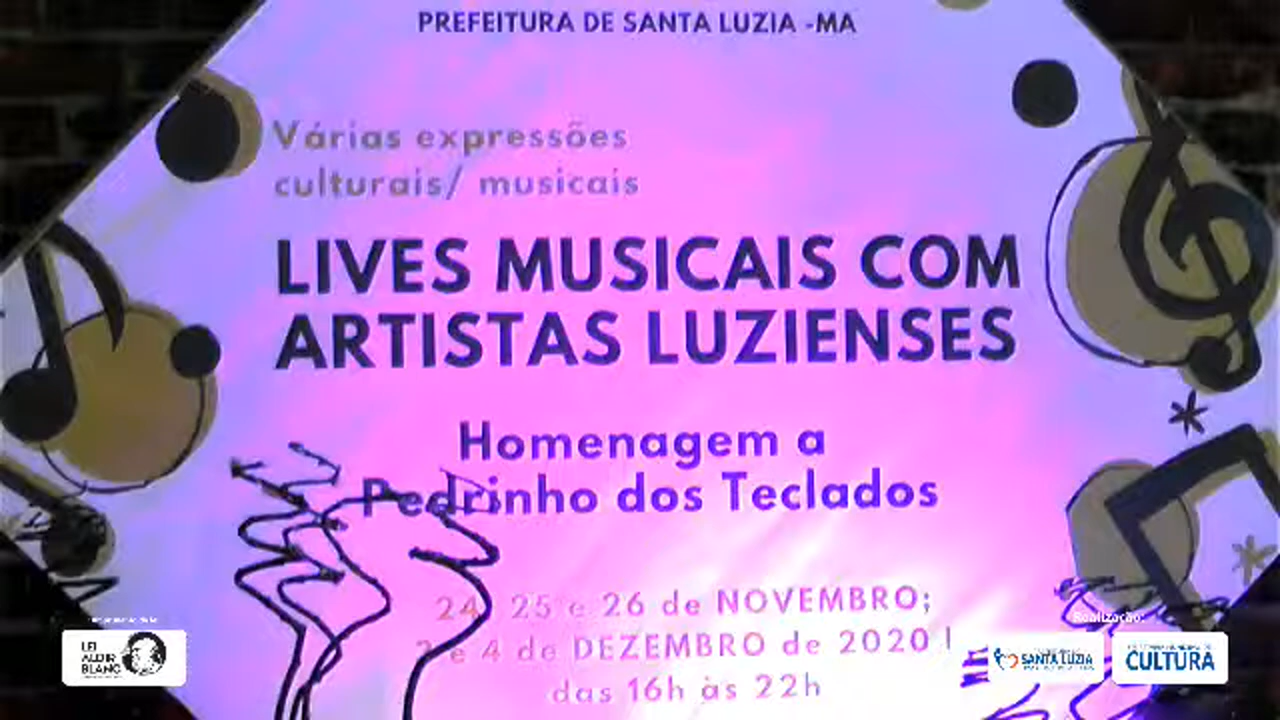 PREFEITURA DE SANTA LUZIA -MA
Várias expressões
culturais/ musicais
LIVES MUSICAIS COM
ARTISTAS LUZIENSES
Homenagem a
Pedrinho dos Teclados
24, 25 e 26 de NOVEMBRO;
e 4 de DEZEMBRO de 2020 |
das 16h às 22h
LEI
ALDIR
BLANC
Realização:
SANTA LUZIA
CULTURA